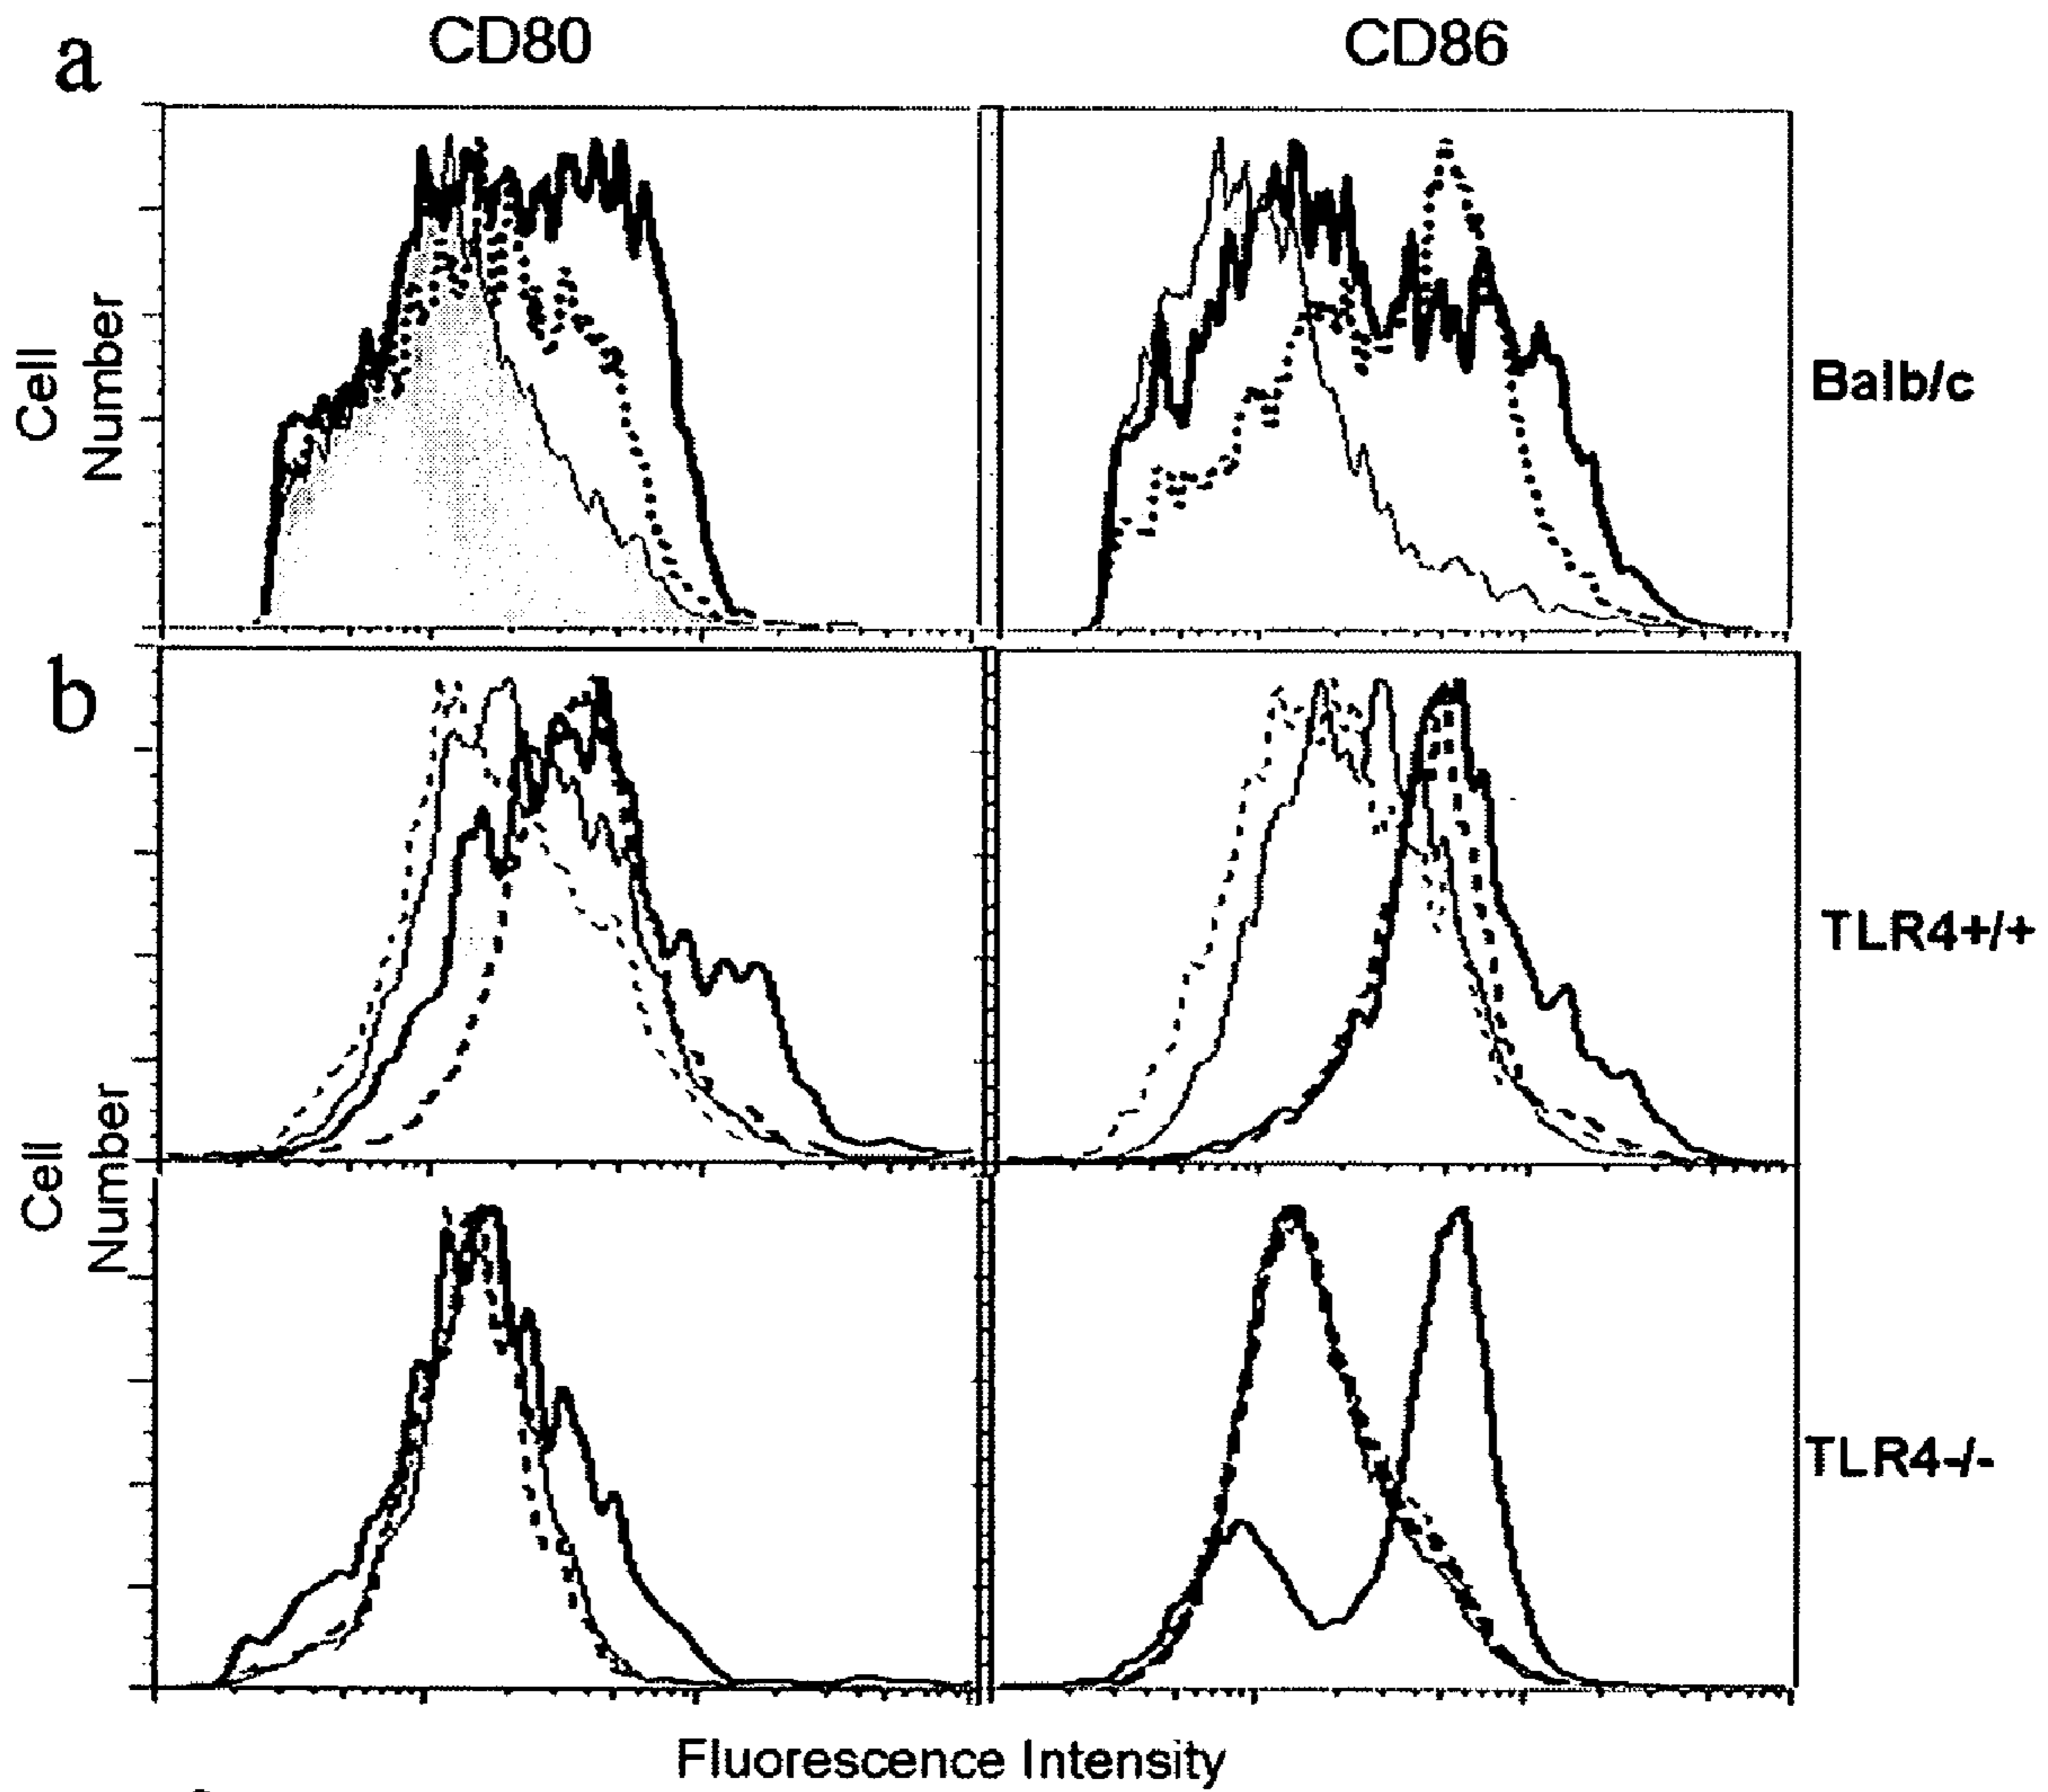 a
CD80
CD86
Cell
Number
Balb/c
b
TLR4+/+
Cell
Number
TLR4-/-
Fluorescence Intensity